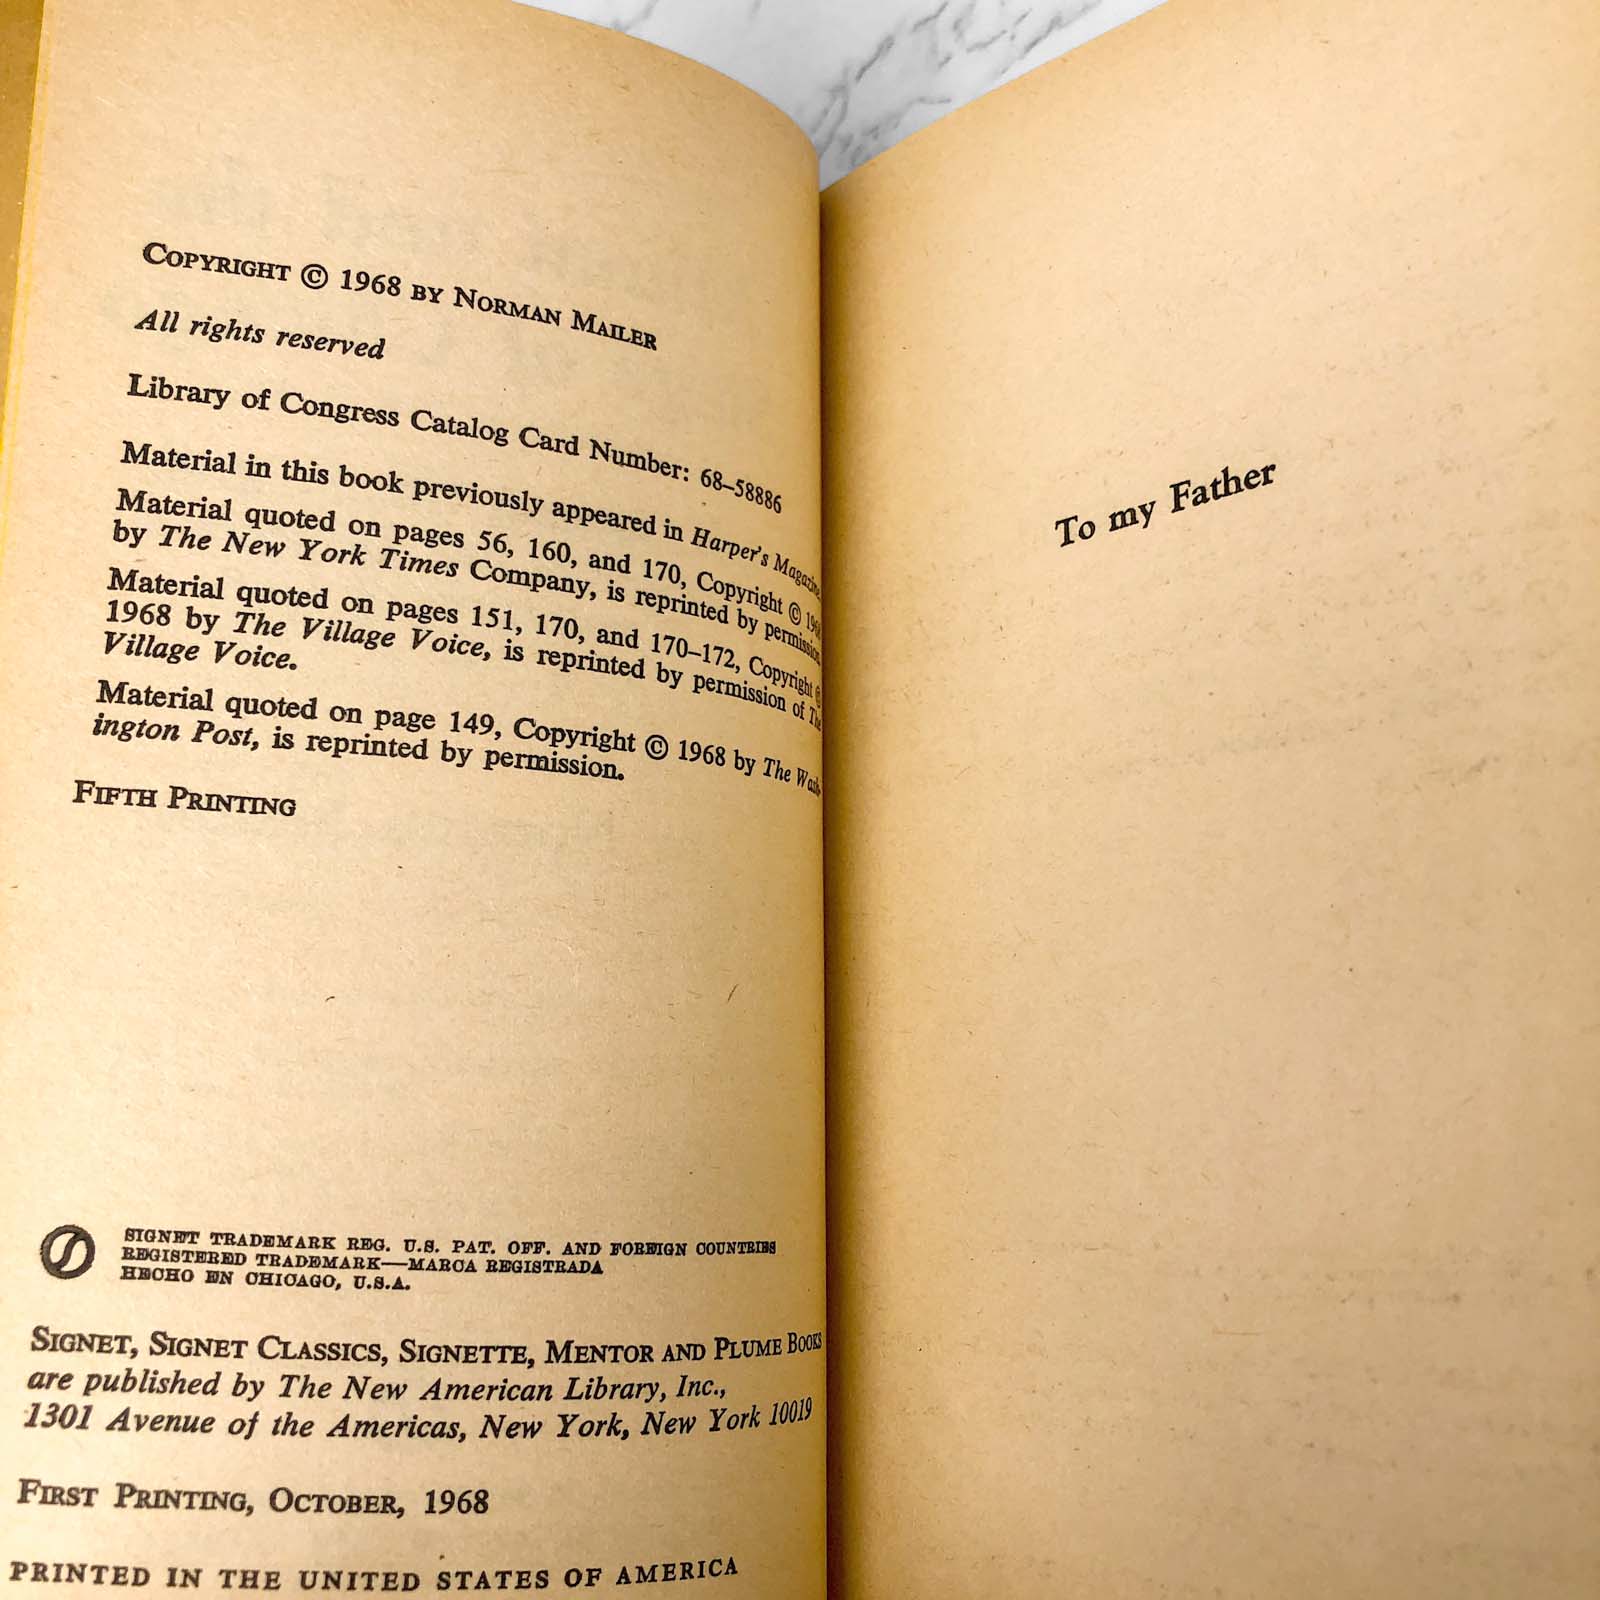 COPYRIGHT © 1968 BY NORMAN MAILER
All rights reserved
Library of Congress Catalog Card Number: 68–58886
Material in this book previously appeared in Harper's Magazine.
Material quoted on pages 56, 160, and 170, Copyright © 1968
by The New York Times Company, is reprinted by permission.
Material quoted on pages 151, 170, and 170–172, Copyright ©
1968 by The Village Voice, is reprinted by permission of The
Village Voice.
Material quoted on page 149, Copyright © 1968 by The Wash-
ington Post, is reprinted by permission.
FIFTH PRINTING
SIGNET TRADEMARK REG. U.S. PAT. OFF. AND FOREIGN COUNTRIES
REGISTERED TRADEMARK—MARCA REGISTRADA
HECHO EN CHICAGO, U.S.A.
SIGNET, SIGNET CLASSICS, SIGNETTE, MENTOR AND PLUME BOOKS
are published by The New American Library, Inc.,
1301 Avenue of the Americas, New York, New York 10019
FIRST PRINTING, OCTOBER, 1968
PRINTED IN THE UNITED STATES OF AMERICA
To my Father